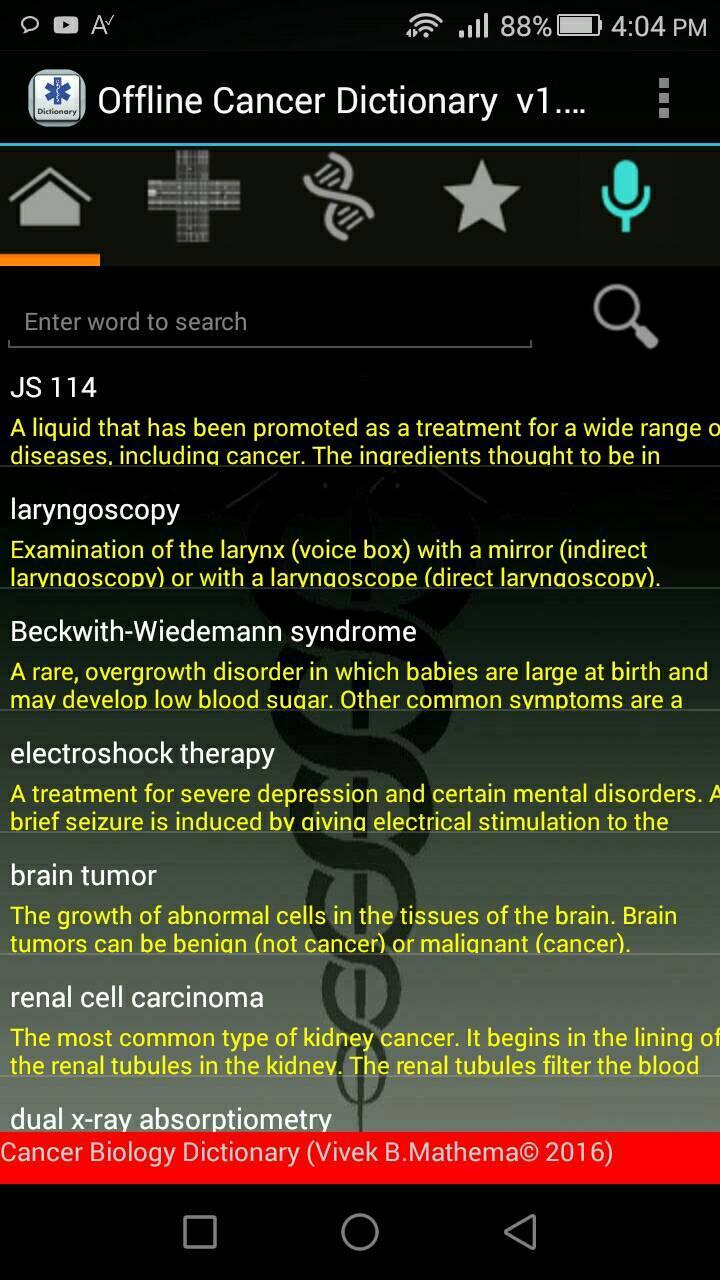 88% 4:04 PM
Dictionary
Offline Cancer Dictionary v1....
Enter word to search
JS 114
A liquid that has been promoted as a treatment for a wide range o
diseases, including cancer. The ingredients thought to be in
laryngoscopy
Examination of the larynx (voice box) with a mirror (indirect
laryngoscopy) or with a laryngoscope (direct laryngoscopy).
Beckwith-Wiedemann syndrome
A rare, overgrowth disorder in which babies are large at birth and
may develop low blood sugar. Other common symptoms are a
electroshock therapy
A treatment for severe depression and certain mental disorders. A
brief seizure is induced by giving electrical stimulation to the
brain tumor
The growth of abnormal cells in the tissues of the brain. Brain
tumors can be benign (not cancer) or malignant (cancer).
renal cell carcinoma
The most common type of kidney cancer. It begins in the lining of
the renal tubules in the kidney. The renal tubules filter the blood
dual x-ray absorptiometry
Cancer Biology Dictionary (Vivek B.Mathema© 2016)